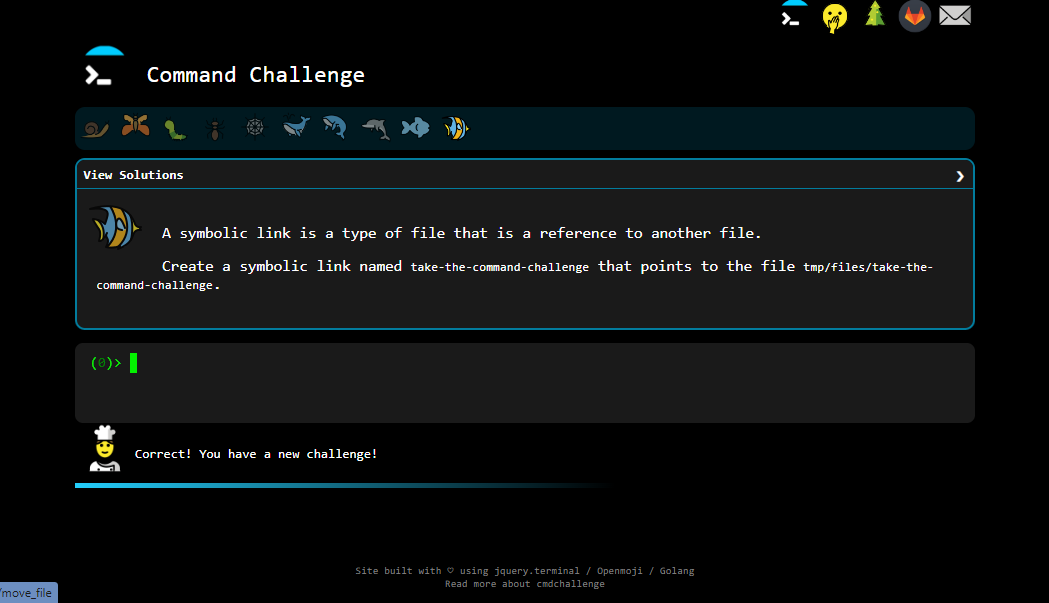 Command Challenge
View Solutions
A symbolic link is a type of file that is a reference to another file.
Create a symbolic link named take-the-command-challenge that points to the file tmp/files/take-the-
command-challenge.
(0)>
Correct! You have a new challenge!
Site built with ♡ using jquery.terminal / Openmoji / Golang
Read more about cmdchallenge
/move_file